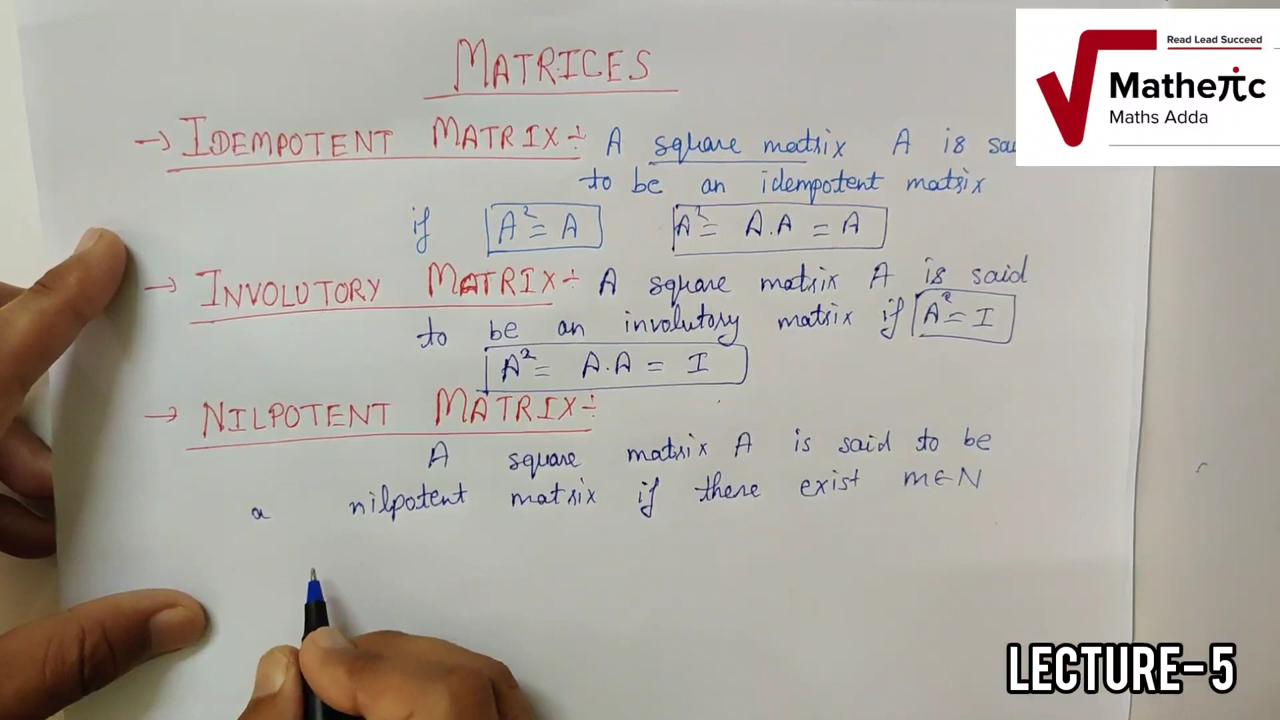 MATRICES
Read Lead Succeed
Matheπc
Maths Adda
→ IDEMPOTENT MATRIX÷ A square matrix A is sa
to be an idempotent matrix
if A²= A A²= A.A = A
→ INVOLUTORY MATRIX÷ A square matrix A is said
to be an involutory matrix if A²= I
A²= A.A = I
→ NILPOTENT MATRIX÷
A square matrix A is said to be
a nilpotent matrix if there exist m∈N
LECTURE-5